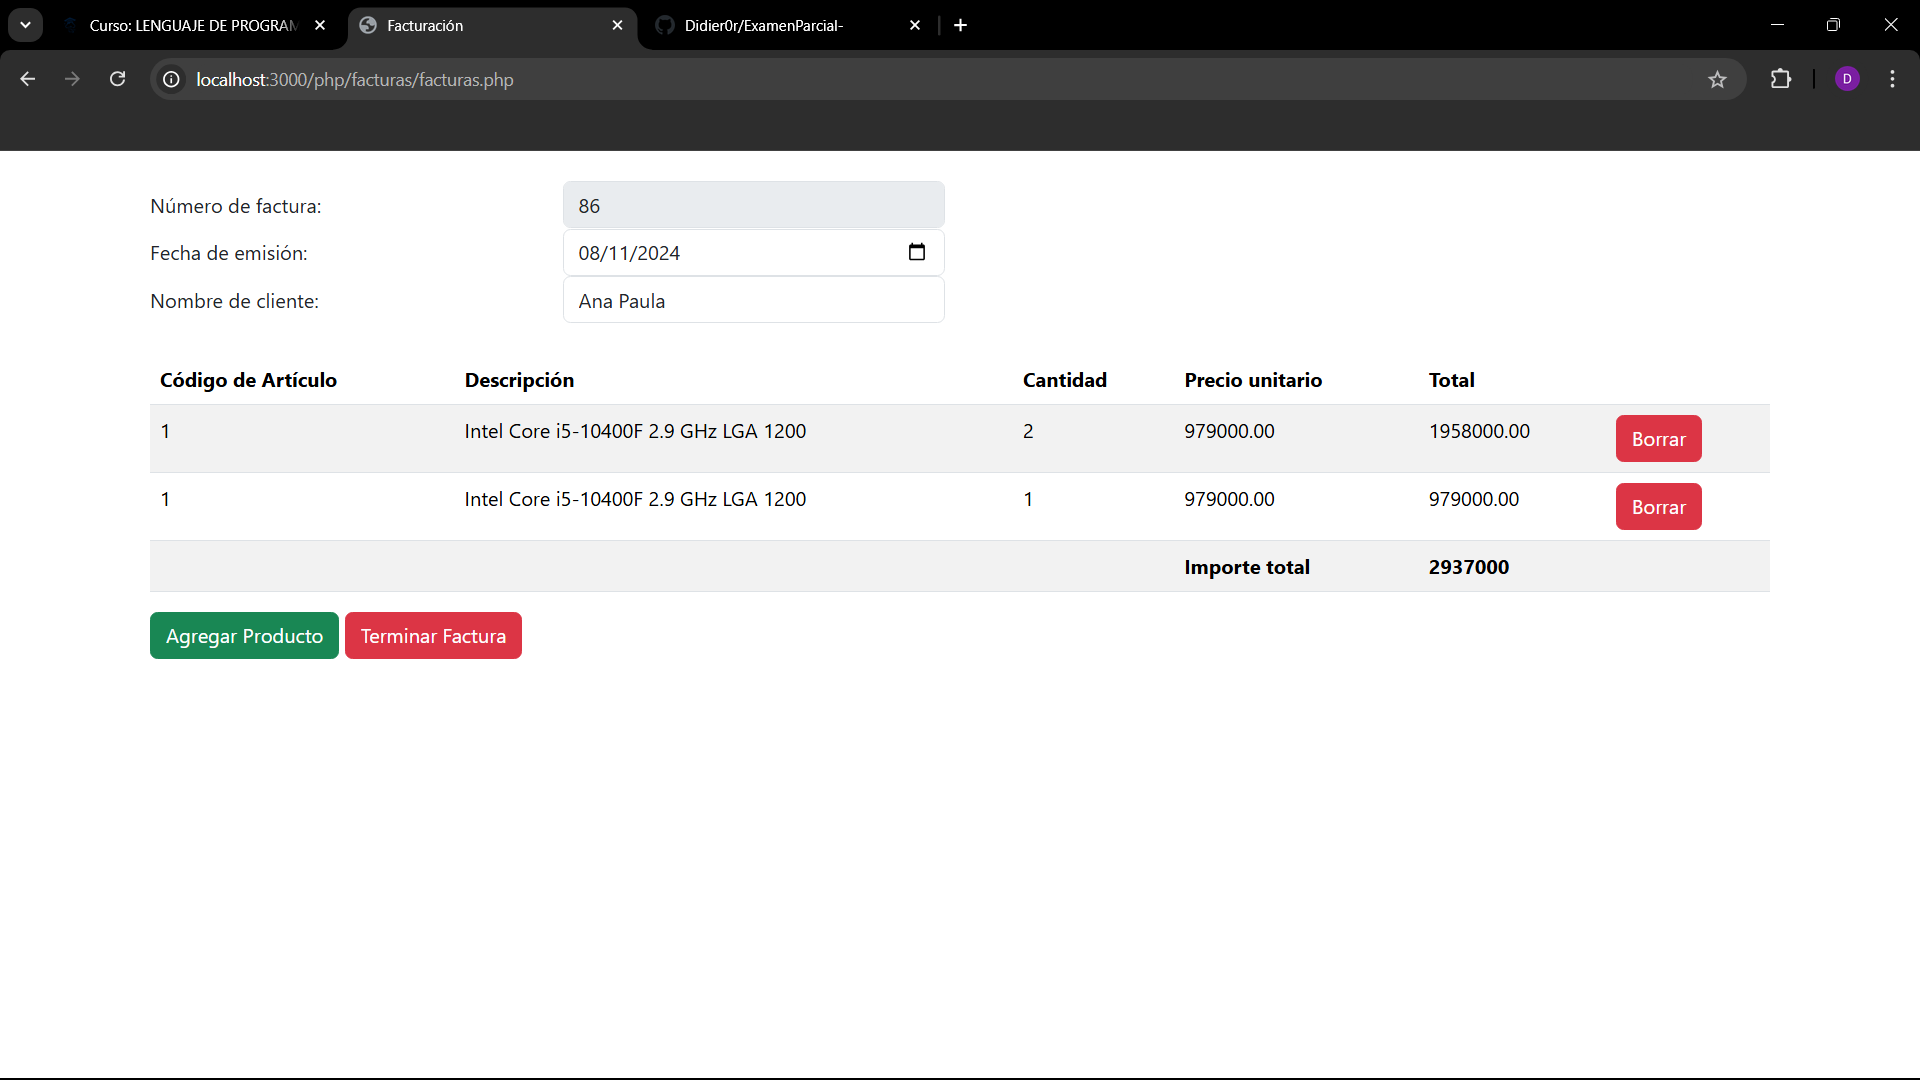 Curso: LENGUAJE DE PROGRAM
Facturación
Didier0r/ExamenParcial-
localhost:3000/php/facturas/facturas.php
D
Número de factura: 86
Fecha de emisión: 08/11/2024
Nombre de cliente: Ana Paula
Código de Artículo Descripción Cantidad Precio unitario Total
1 Intel Core i5-10400F 2.9 GHz LGA 1200 2 979000.00 1958000.00 Borrar
1 Intel Core i5-10400F 2.9 GHz LGA 1200 1 979000.00 979000.00 Borrar
Importe total 2937000
Agregar Producto Terminar Factura